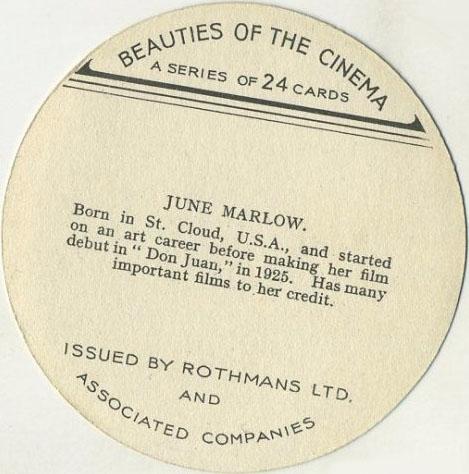 BEAUTIES OF THE CINEMA
A SERIES OF 24 CARDS
JUNE MARLOW.
Born in St. Cloud, U.S.A., and started
on an art career before making her film
debut in “ Don Juan,” in 1925. Has many
important films to her credit.
ISSUED BY ROTHMANS LTD.
AND
ASSOCIATED COMPANIES